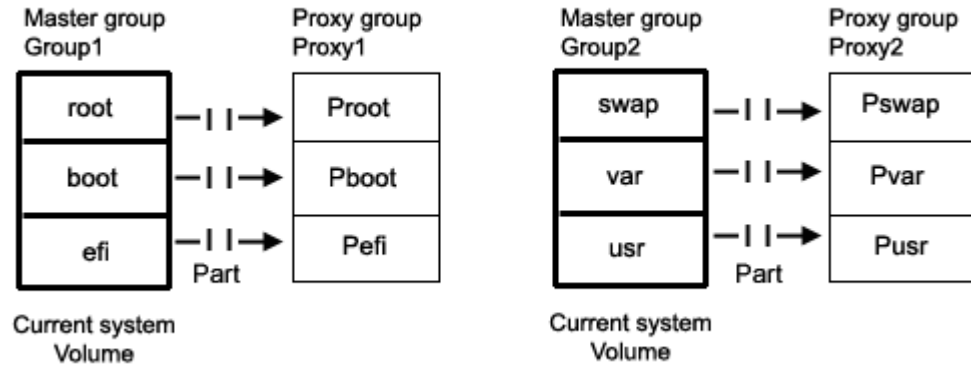 Master group
Group1
Proxy group
Proxy1
root
Proot
boot
Pboot
efi
Pefi
Part
Current system
Volume
Master group
Group2
Proxy group
Proxy2
swap
Pswap
var
Pvar
usr
Pusr
Part
Current system
Volume